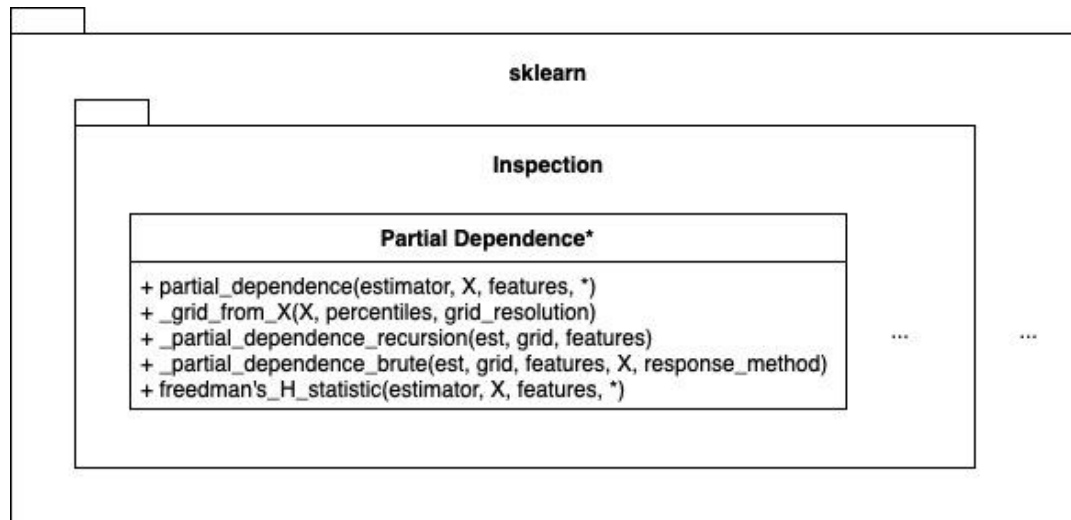 sklearn
Inspection
Partial Dependence*
+ partial_dependence(estimator, X, features, *)
+ _grid_from_X(X, percentiles, grid_resolution)
+ _partial_dependence_recursion(est, grid, features)
+ _partial_dependence_brute(est, grid, features, X, response_method)
+ freedman's_H_statistic(estimator, X, features, *)
... ...